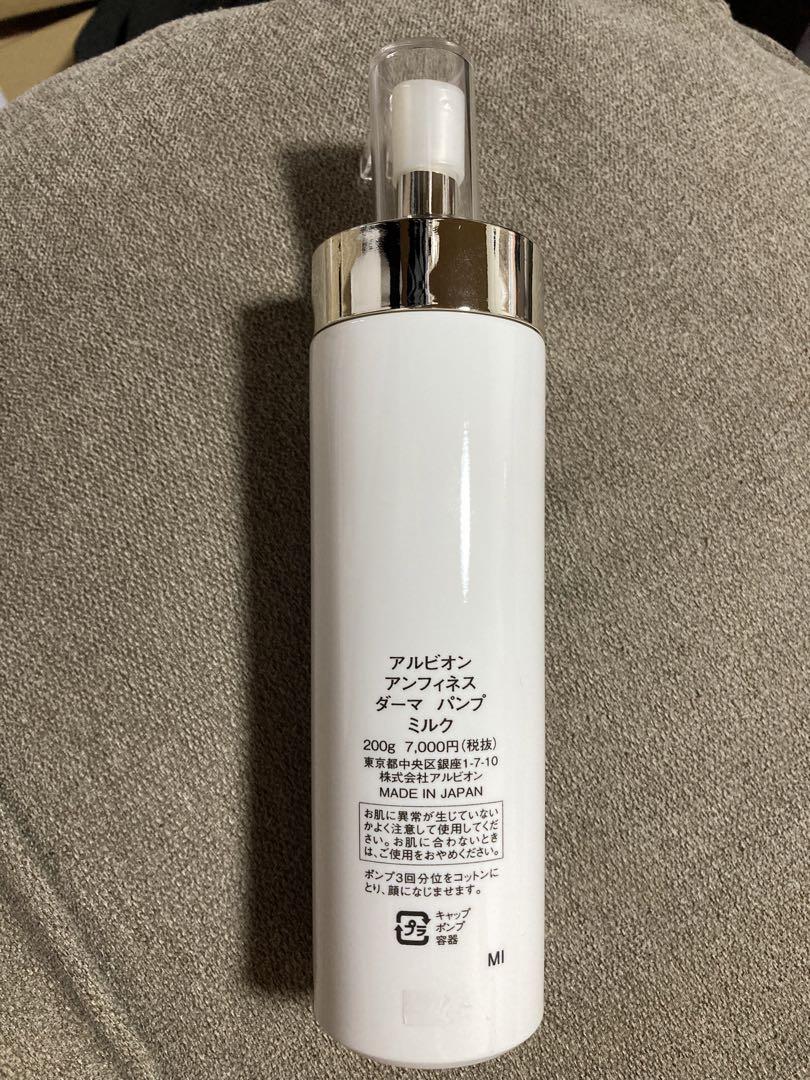 アルビオン
アンフィネス
ダーマ パンプ
ミルク
200g 7,000円(税抜)
東京都中央区銀座1-7-10
株式会社アルビオン
MADE IN JAPAN
お肌に異常が生じていない
かよく注意して使用してくだ
さい。お肌に合わないとき
は、ご使用をおやめください。
ポンプ3回分位をコットンに
とり、顔になじませます。
プラ
キャップ
ポンプ
容器
MI